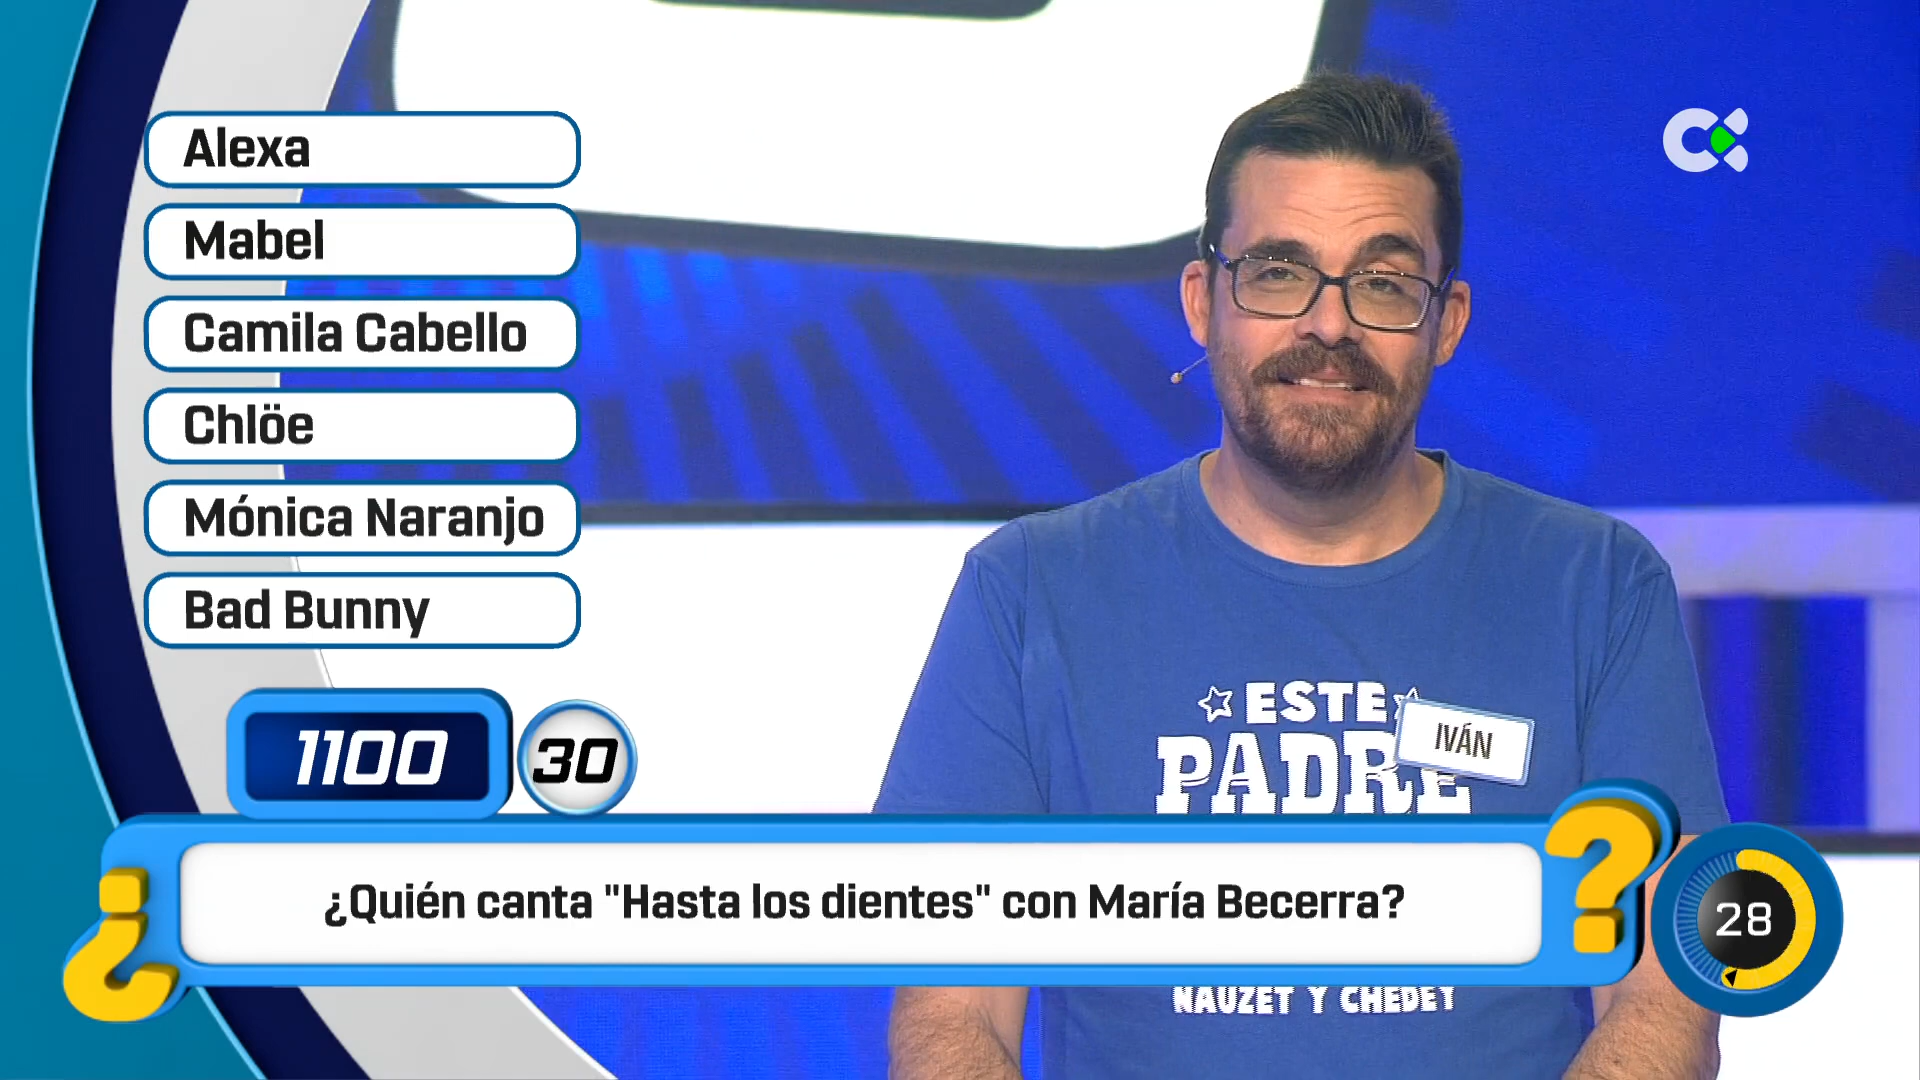 Alexa
Mabel
Camila Cabello
Chlöe
Mónica Naranjo
Bad Bunny
1100
30
¿Quién canta "Hasta los dientes" con María Becerra?
28
ESTE
PADRE
IVÁN
NAUZET Y CHEDEY